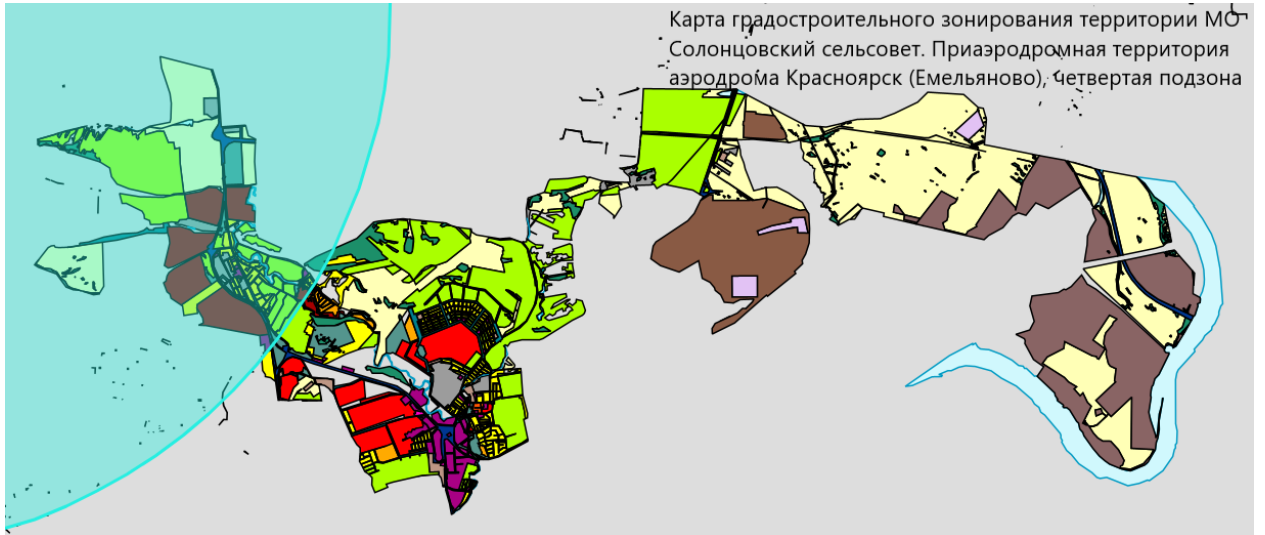 Карта градостроительного зонирования территории МО
Солонцовский сельсовет. Приаэродромная территория
аэродрома Красноярск (Емельяново), четвертая подзона